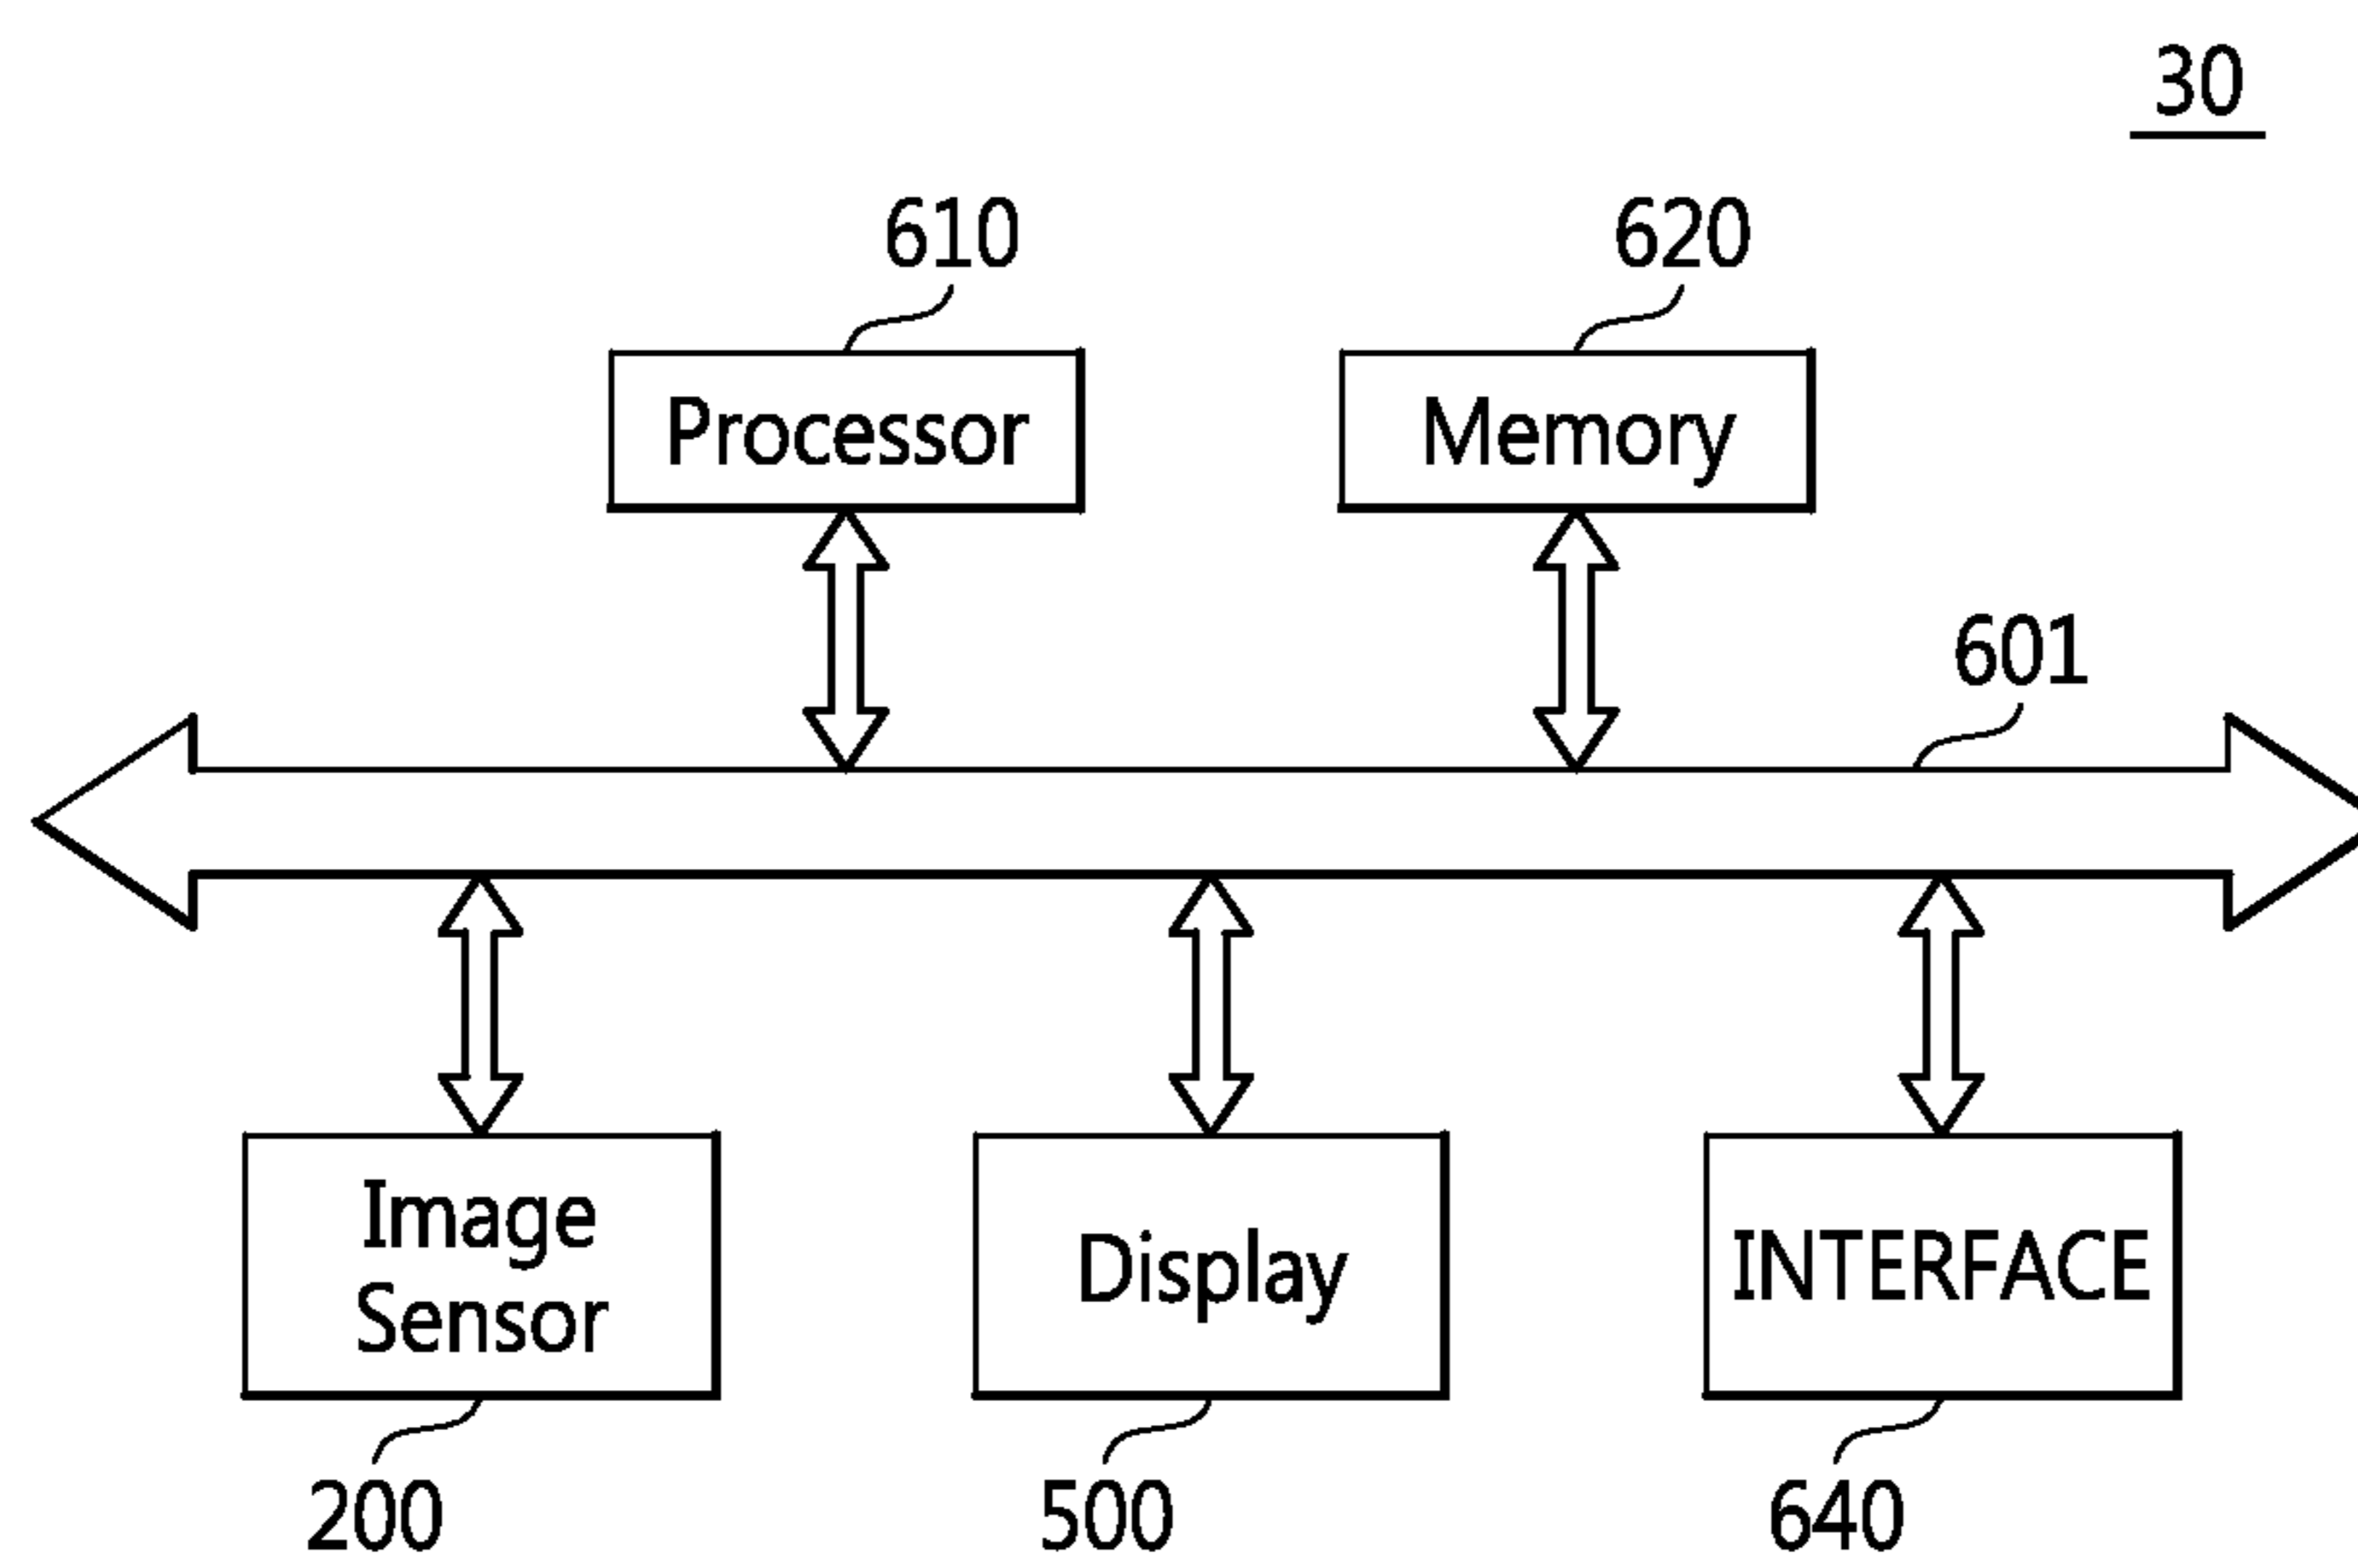 30
610
620
Processor
Memory
601
Image
Sensor
Display
INTERFACE
200
500
640